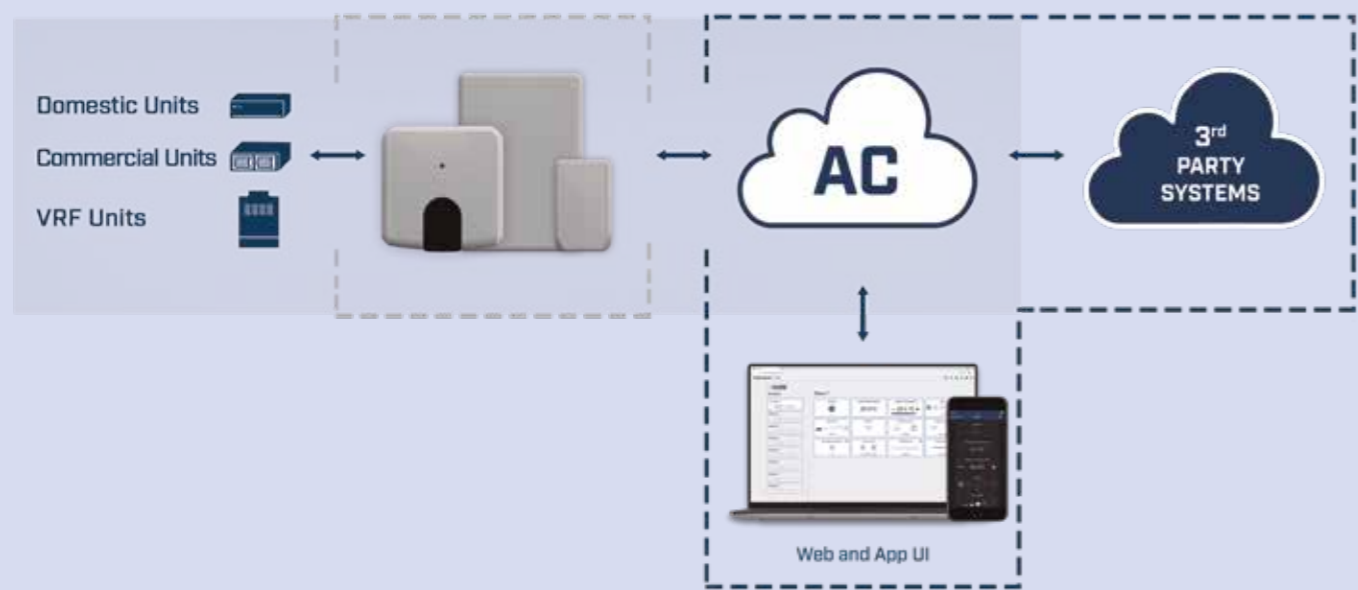 Domestic Units
Commercial Units
VRF Units
AC
3rd
PARTY
SYSTEMS
Web and App UI